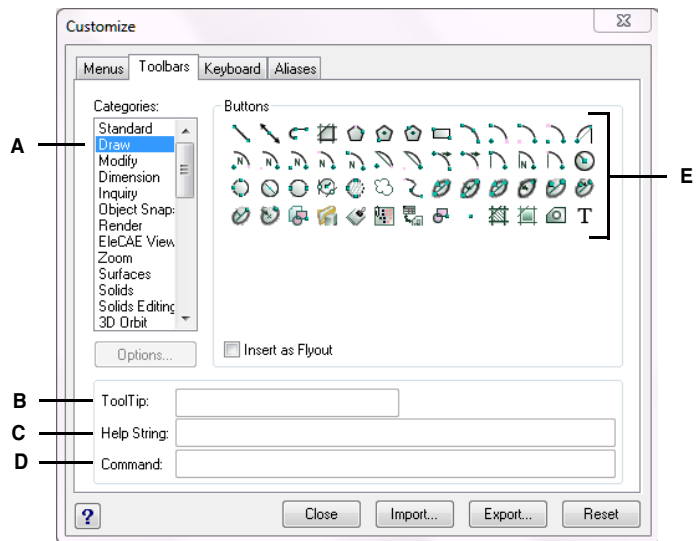 Customize
Menus Toolbars Keyboard Aliases
Categories:
Buttons
A
Standard
Draw
Modify
Dimension
Inquiry
Object Snap:
Render
EleCAE View
Zoom
Surfaces
Solids
Solids Editing
3D Orbit
N N N N N
N N
T
E
Options...
Insert as Flyout
B ToolTip:
C Help String:
D Command:
? Close Import... Export... Reset